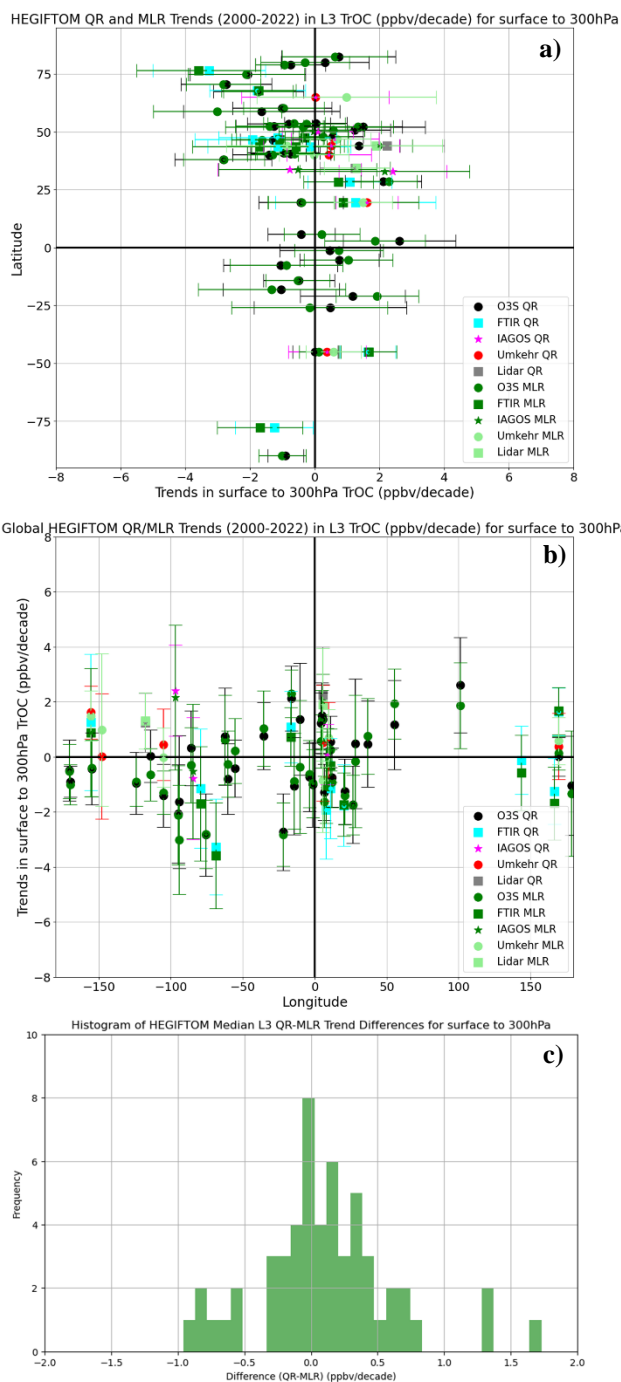 HEGIFTOM QR and MLR Trends (2000-2022) in L3 TrOC (ppbv/decade) for surface to 300hPa
a)
75
50
25
0
−25
−50
−75
Latitude
O3S QR
FTIR QR
IAGOS QR
Umkehr QR
Lidar QR
O3S MLR
FTIR MLR
IAGOS MLR
Umkehr MLR
Lidar MLR
−8 −6 −4 −2 0 2 4 6 8
Trends in surface to 300hPa TrOC (ppbv/decade)
Global HEGIFTOM QR/MLR Trends (2000-2022) in L3 TrOC (ppbv/decade) for surface to 300hPa
b)
8
6
4
2
0
−2
−4
−6
−8
Trends in surface to 300hPa TrOC (ppbv/decade)
O3S QR
FTIR QR
IAGOS QR
Umkehr QR
Lidar QR
O3S MLR
FTIR MLR
IAGOS MLR
Umkehr MLR
Lidar MLR
−150 −100 −50 0 50 100 150
Longitude
Histogram of HEGIFTOM Median L3 QR-MLR Trend Differences for surface to 300hPa
c)
10
8
6
4
2
0
Frequency
−2.0 −1.5 −1.0 −0.5 0.0 0.5 1.0 1.5 2.0
Difference (QR-MLR) (ppbv/decade)